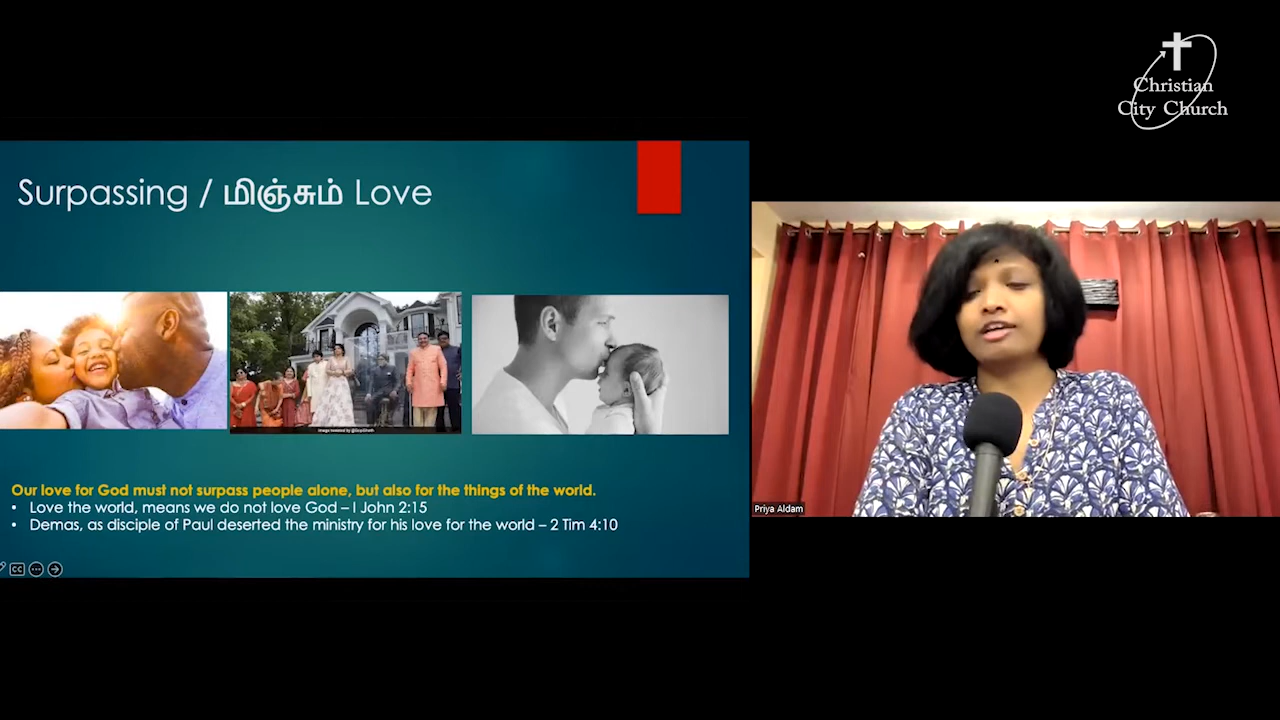 Christian
City Church
Surpassing / மிஞ்சும் Love
Our love for God must not surpass people alone, but also for the things of the world.
• Love the world, means we do not love God – I John 2:15
• Demas, as disciple of Paul deserted the ministry for his love for the world – 2 Tim 4:10
CC
Priya Aldam